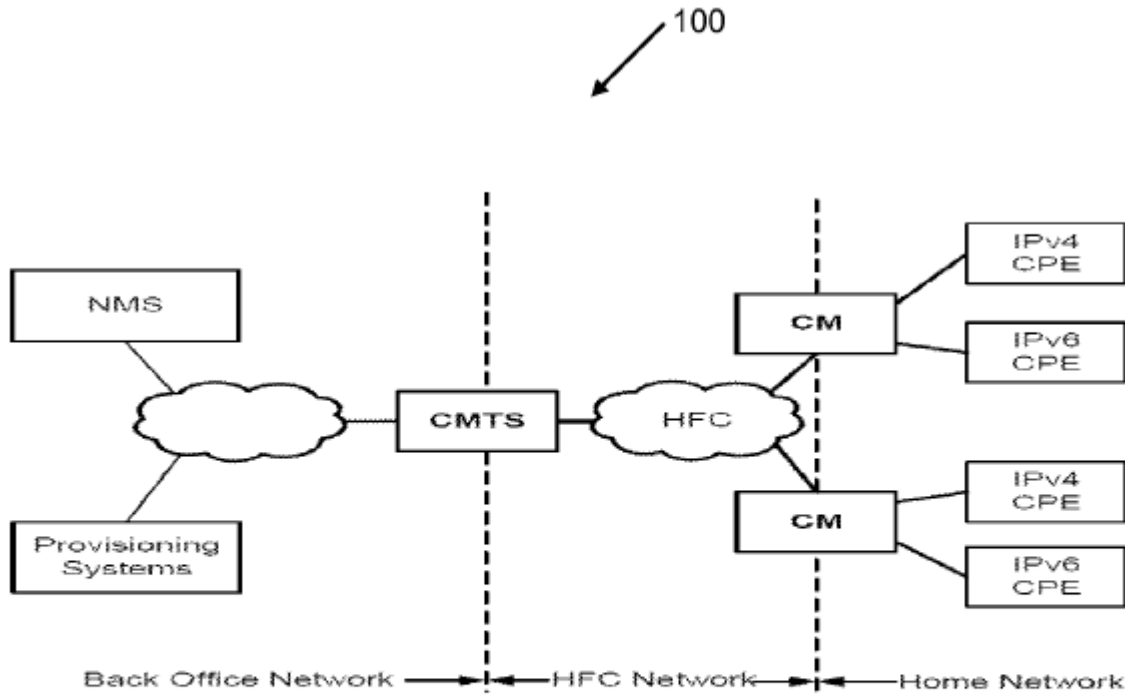 100
NMS
Provisioning
Systems
CMTS
HFC
CM
CM
IPv4
CPE
IPv6
CPE
IPv4
CPE
IPv6
CPE
Back Office Network
HFC Network
Home Network